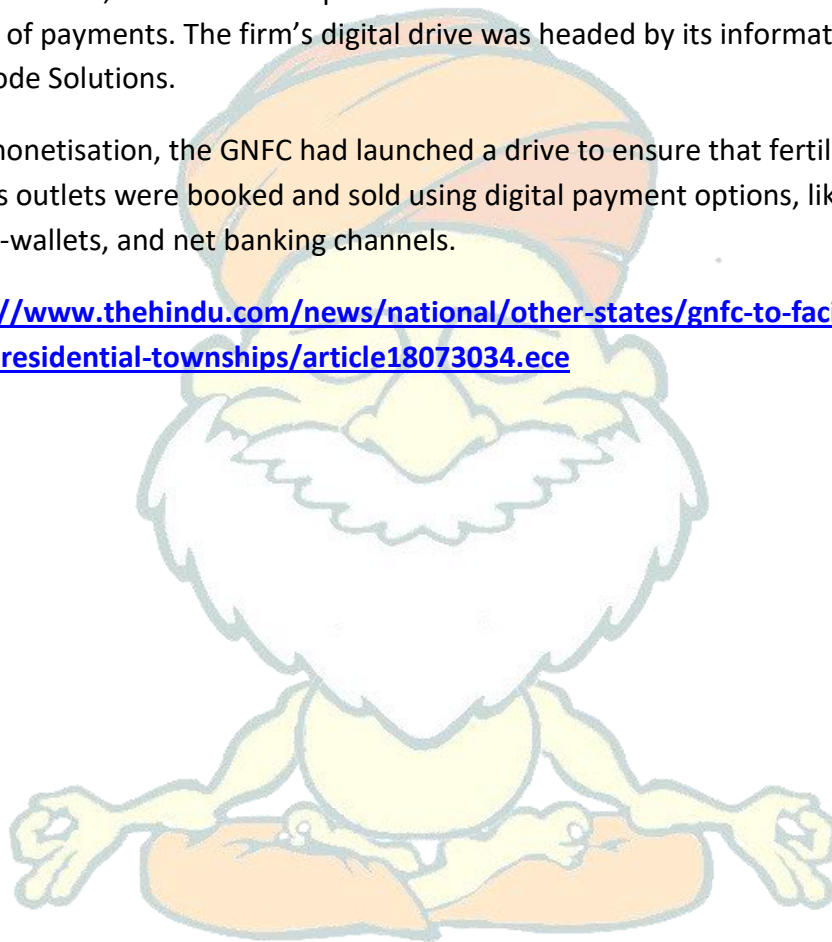 of payments. The firm's digital drive was headed by its informat
ode Solutions.
onetisation, the GNFC had launched a drive to ensure that fertil
s outlets were booked and sold using digital payment options, lik
-wallets, and net banking channels.
//www.thehindu.com/news/national/other-states/gnfc-to-faci
residential-townships/article18073034.ece